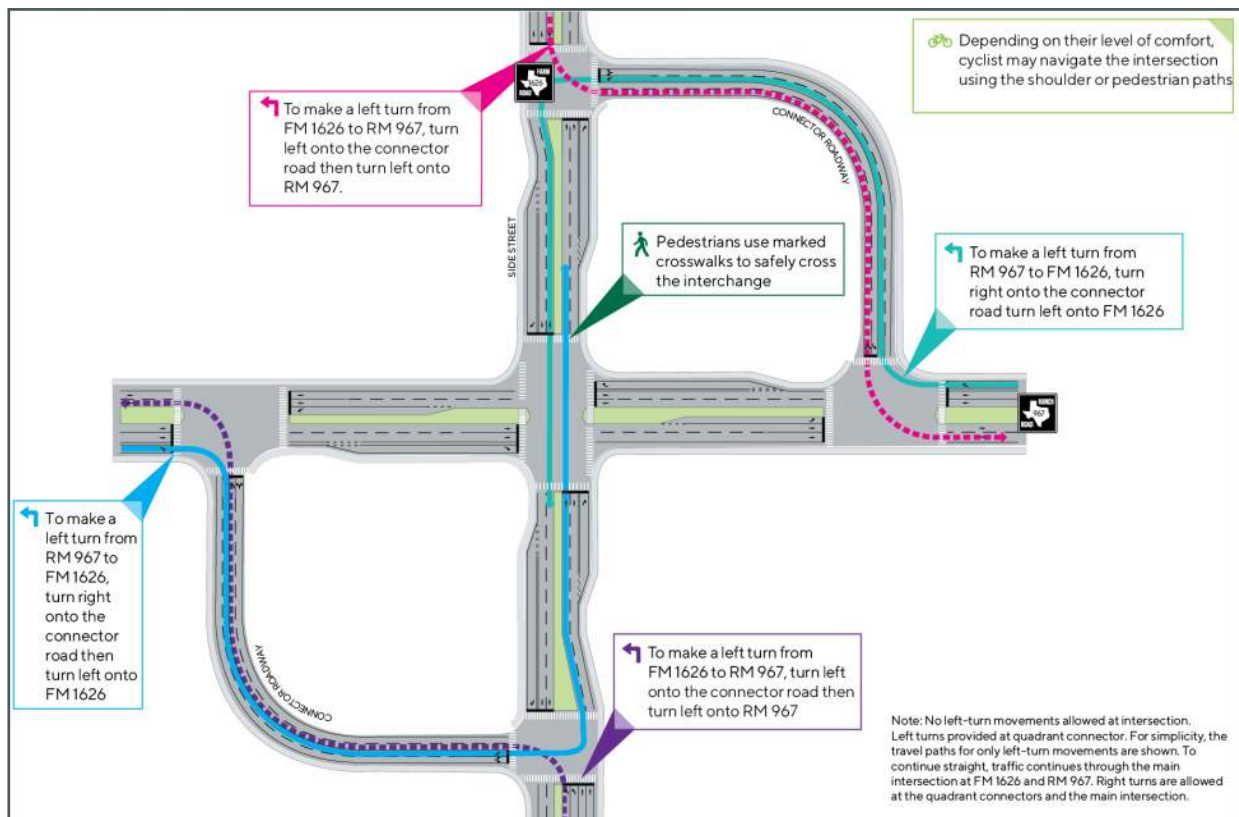 Depending on their level of comfort,
cyclist may navigate the intersection
using the shoulder or pedestrian paths
FARM
1626
ROAD
To make a left turn from
FM 1626 to RM 967, turn
left onto the connector
road then turn left onto
RM 967.
CONNECTOR ROADWAY
SIDE STREET
Pedestrians use marked
crosswalks to safely cross
the interchange
To make a left turn from
RM 967 to FM 1626, turn
right onto the connector
road turn left onto FM 1626
RANCH
967
ROAD
To make a
left turn from
RM 967 to
FM 1626,
turn right
onto the
connector
road then
turn left onto
FM 1626
CONNECTOR ROADWAY
To make a left turn from
FM 1626 to RM 967, turn left
onto the connector road then
turn left onto RM 967
Note: No left-turn movements allowed at intersection.
Left turns provided at quadrant connector. For simplicity, the
travel paths for only left-turn movements are shown. To
continue straight, traffic continues through the main
intersection at FM 1626 and RM 967. Right turns are allowed
at the quadrant connectors and the main intersection.